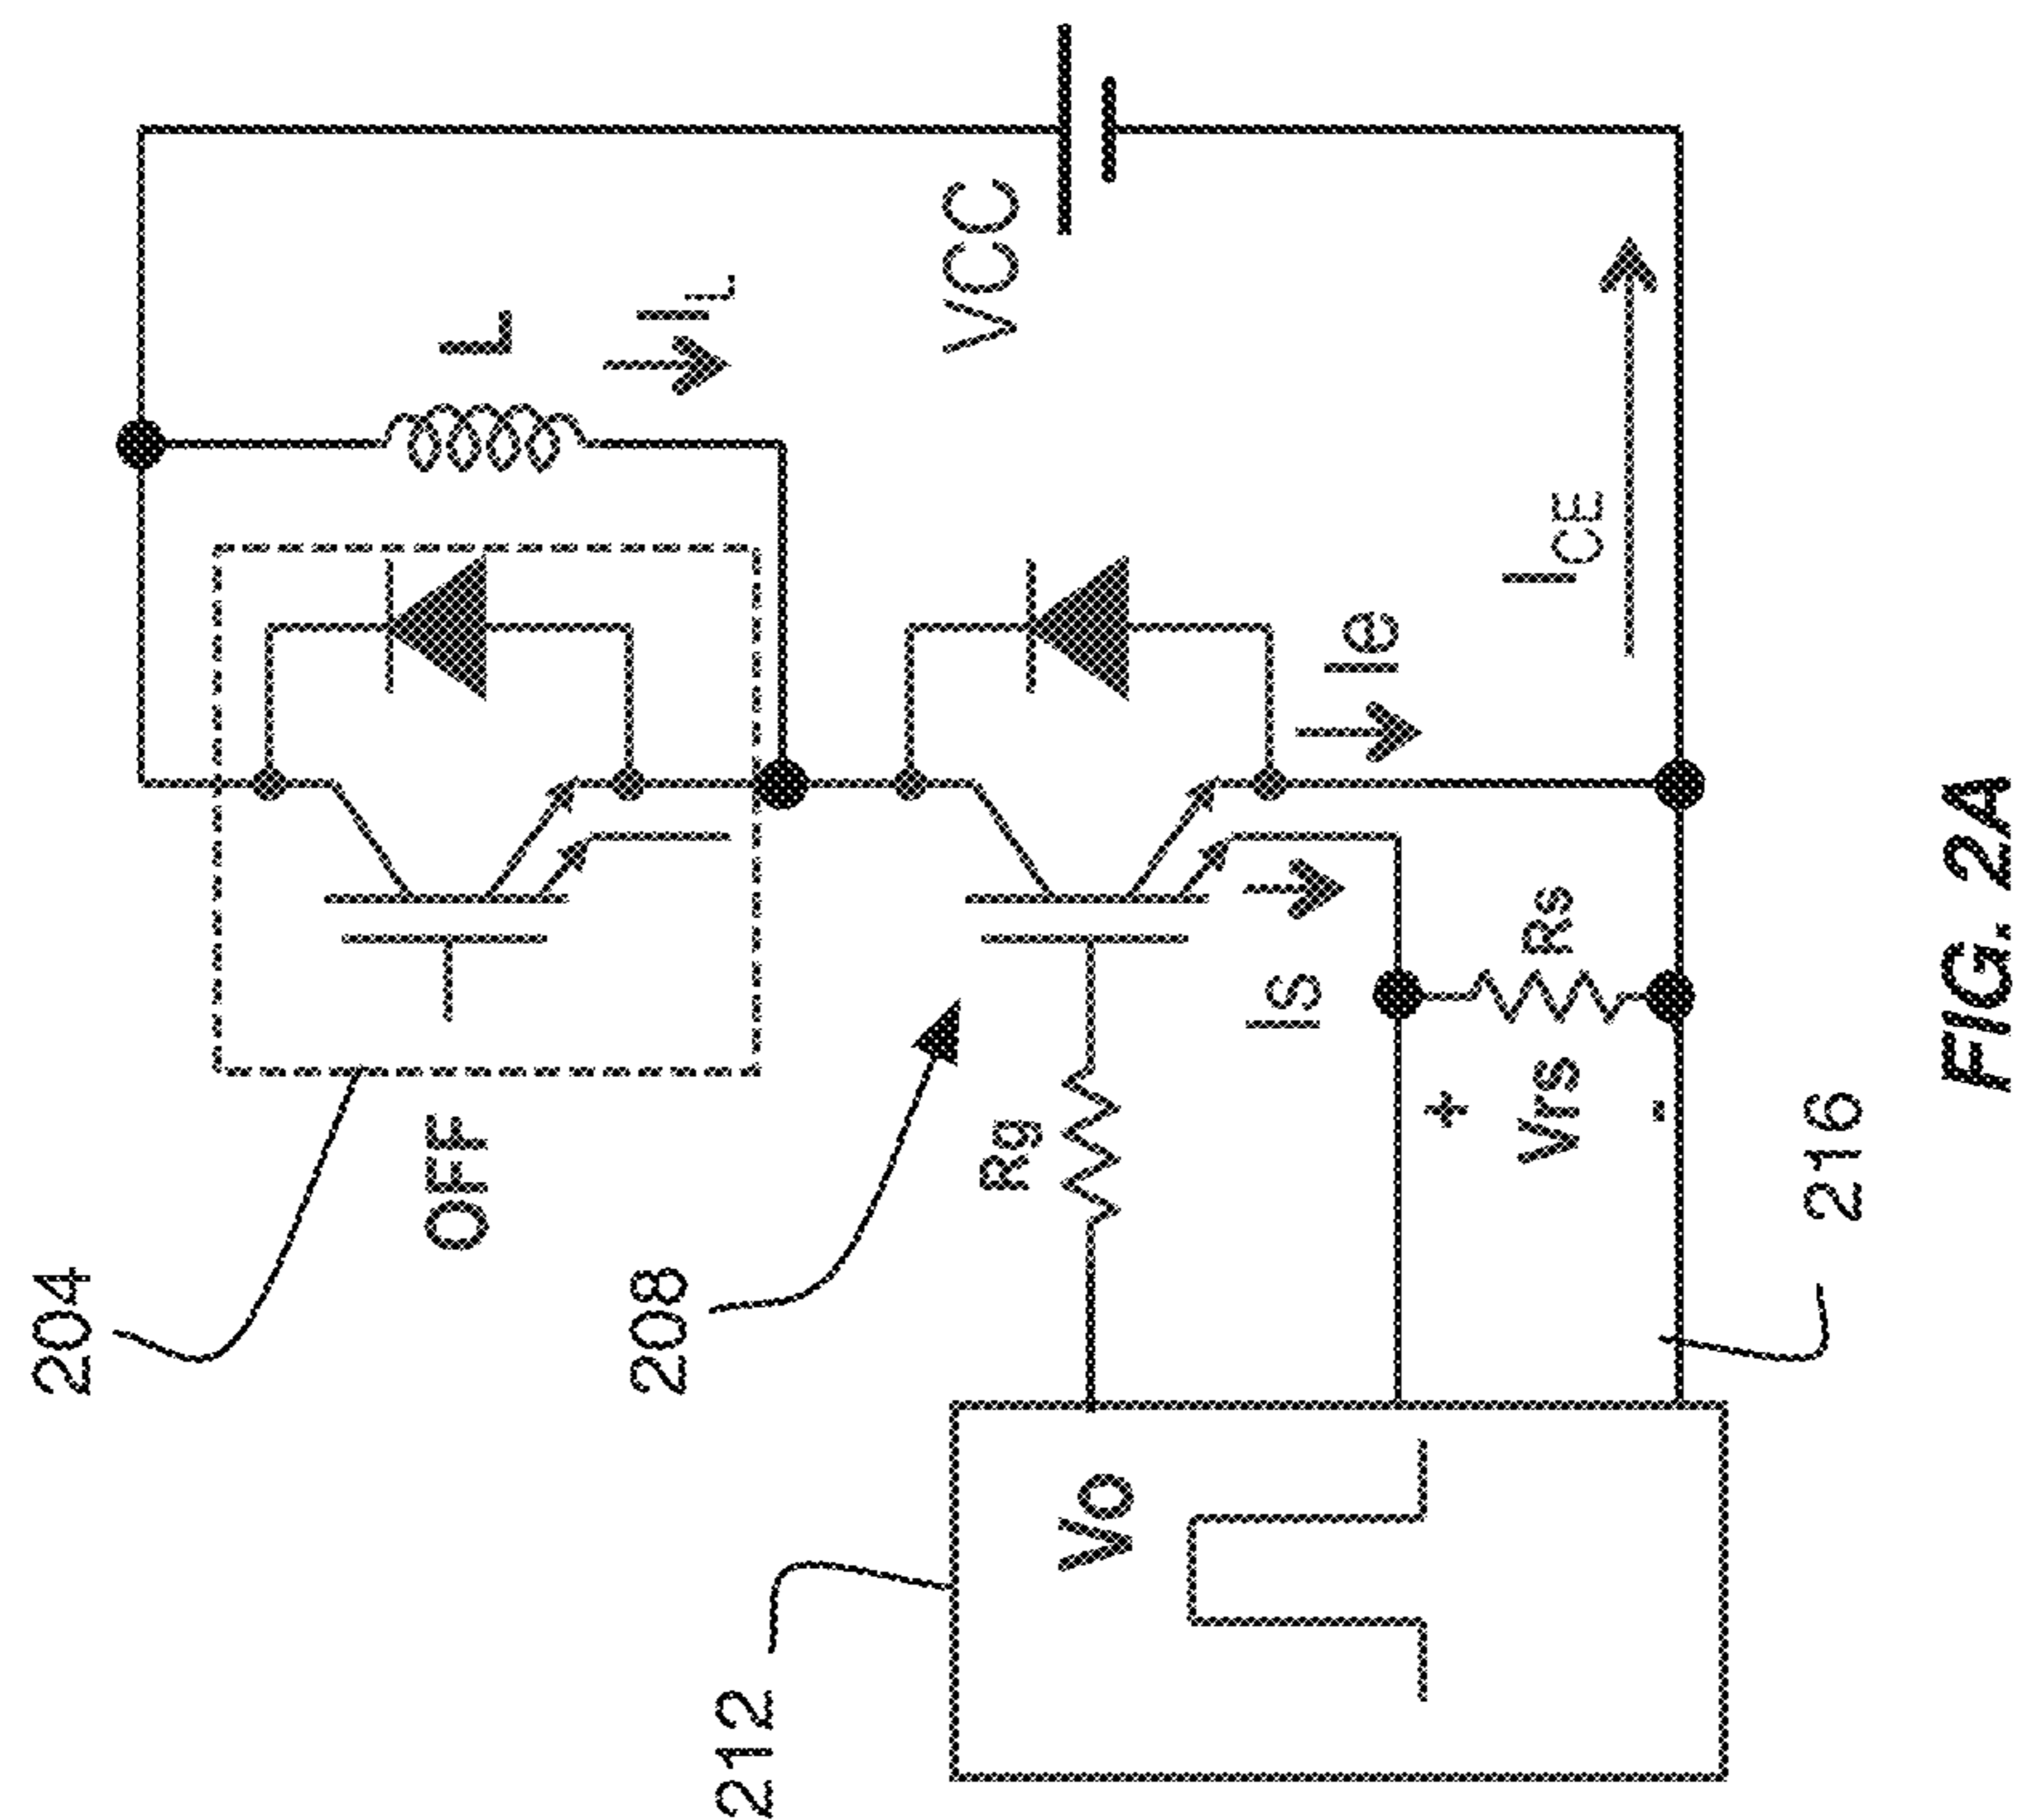 204
OFF
208
212
Vo
Rg
Is
+
Vrs
-
Rs
216
L
IL
VCC
Ie
ICE
FIG. 2A